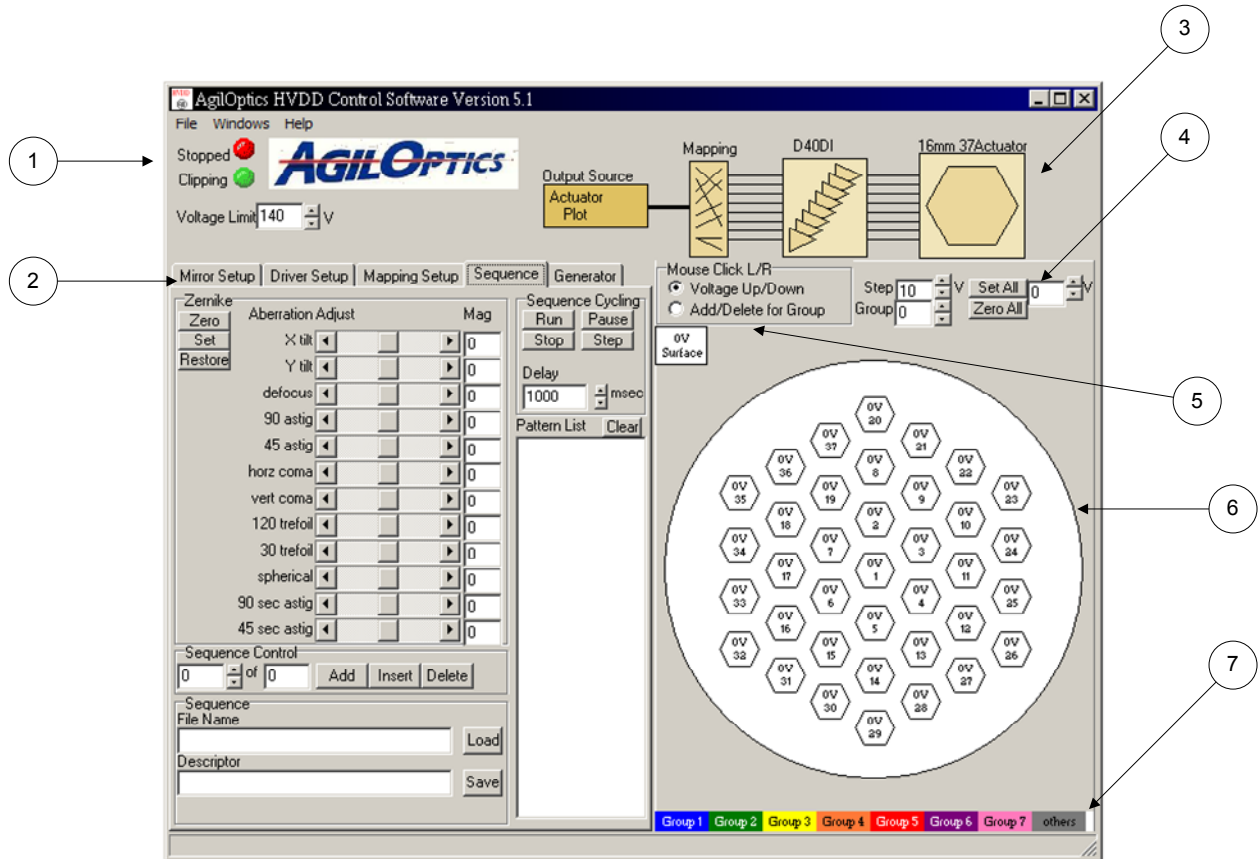 3
AgilOptics HVDD Control Software Version 5.1
File Windows Help
1
Stopped
Clipping
AGILOPTICS
Voltage Limit 140 V
Output Source
Actuator
Plot
Mapping
D40DI
16mm 37Actuator
4
2
Mirror Setup Driver Setup Mapping Setup Sequence Generator
Zernike
Zero
Set
Restore
Aberration Adjust Mag
X tilt 0
Y tilt 0
defocus 0
90 astig 0
45 astig 0
horz coma 0
vert coma 0
120 trefoil 0
30 trefoil 0
spherical 0
90 sec astig 0
45 sec astig 0
Sequence Control
0 of 0 Add Insert Delete
Sequence
File Name
Load
Descriptor
Save
Sequence Cycling
Run Pause
Stop Step
Delay
1000 msec
Pattern List Clear
Mouse Click L/R
Voltage Up/Down
Add/Delete for Group
Step 10 V Set All 0 V
Group 0 Zero All
5
0V
Surface
0V
20
0V
37
0V
21
0V
36
0V
8
0V
22
0V
35
0V
19
0V
9
0V
23
0V
18
0V
2
0V
10
0V
34
0V
7
0V
3
0V
24
0V
17
0V
1
0V
11
0V
33
0V
6
0V
4
0V
25
0V
16
0V
5
0V
12
0V
32
0V
15
0V
13
0V
26
0V
31
0V
14
0V
27
0V
30
0V
28
0V
29
6
7
Group 1 Group 2 Group 3 Group 4 Group 5 Group 6 Group 7 others